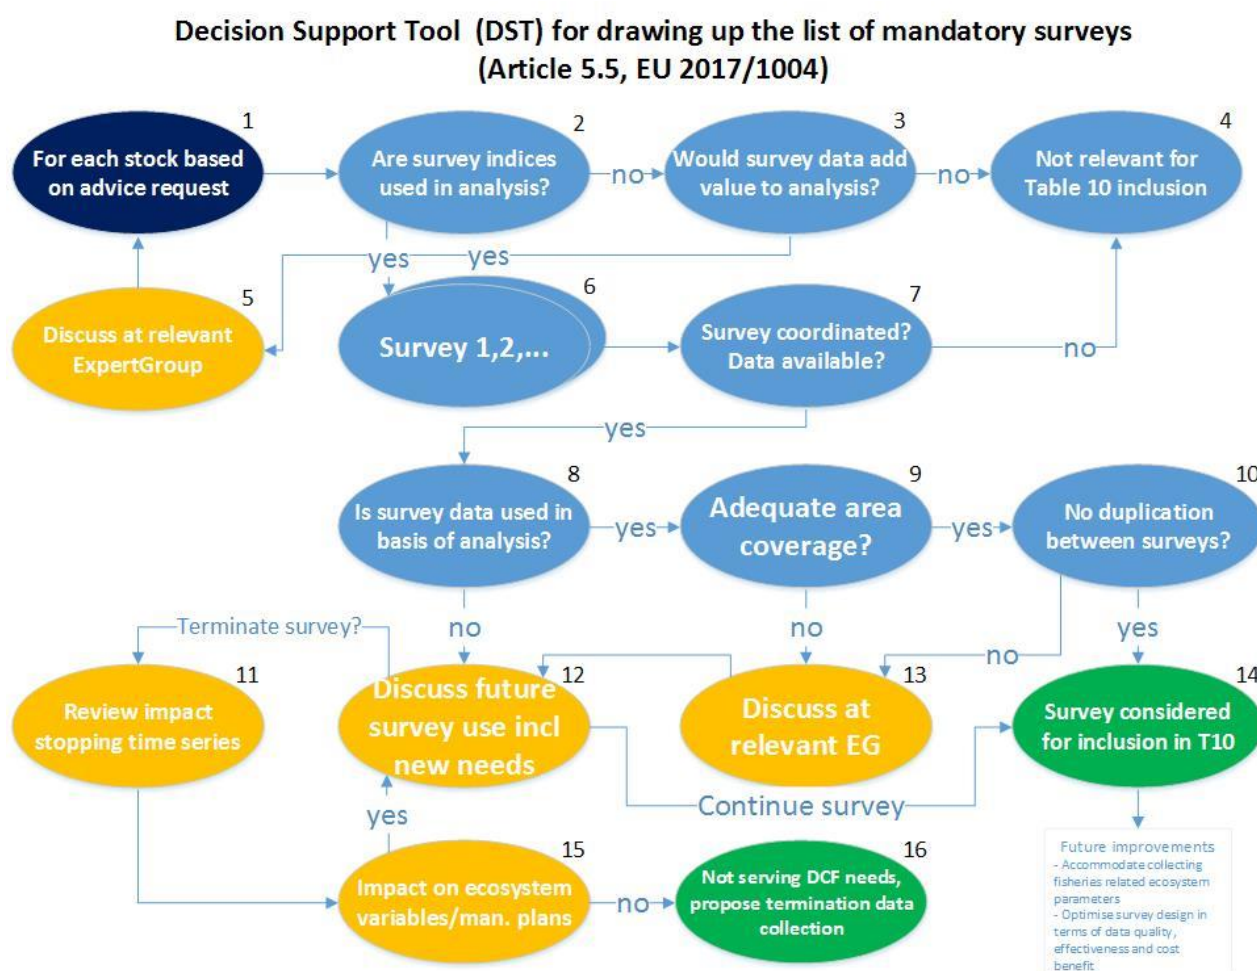 Decision Support Tool (DST) for drawing up the list of mandatory surveys
(Article 5.5, EU 2017/1004)
1
For each stock based
on advice request
2
Are survey indices
used in analysis?
no
3
Would survey data add
value to analysis?
no
4
Not relevant for
Table 10 inclusion
yes
yes
5
Discuss at relevant
ExpertGroup
6
Survey 1,2,...
7
Survey coordinated?
Data available?
no
yes
8
Is survey data used in
basis of analysis?
yes
9
Adequate area
coverage?
yes
10
No duplication
between surveys?
Terminate survey?
no
no
no
yes
11
Review impact
stopping time series
12
Discuss future
survey use incl
new needs
13
Discuss at
relevant EG
14
Survey considered
for inclusion in T10
Continue survey
yes
15
Impact on ecosystem
variables/man. plans
no
16
Not serving DCF needs,
propose termination data
collection
Future improvements
- Accommodate collecting
fisheries related ecosystem
parameters
- Optimise survey design in
terms of data quality,
effectiveness and cost
benefit